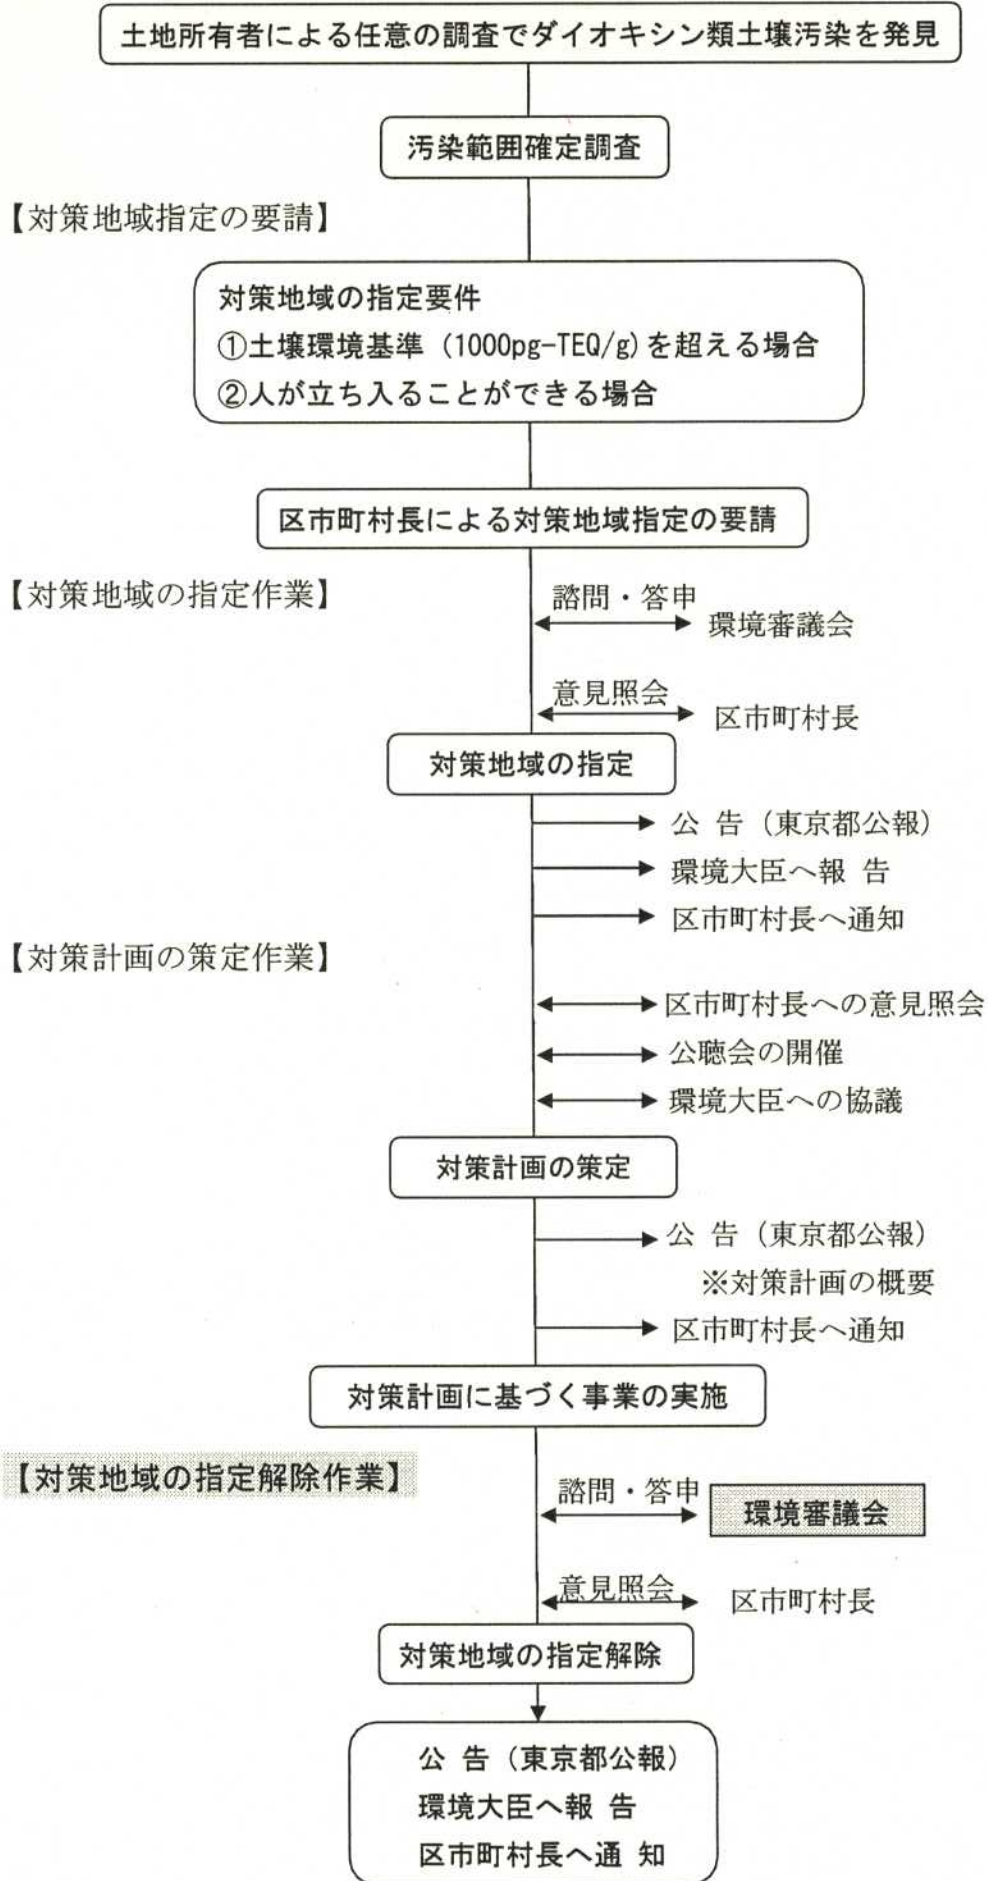 土地所有者による任意の調査でダイオキシン類土壌汚染を発見
汚染範囲確定調査
【対策地域指定の要請】
対策地域の指定要件
①土壌環境基準（1000pg-TEQ/g)を超える場合
②人が立ち入ることができる場合
区市町村長による対策地域指定の要請
【対策地域の指定作業】
諮問・答申
環境審議会
意見照会
区市町村長
対策地域の指定
公 告（東京都公報）
環境大臣へ報 告
区市町村長へ通知
【対策計画の策定作業】
区市町村長への意見照会
公聴会の開催
環境大臣への協議
対策計画の策定
公 告（東京都公報）
※対策計画の概要
区市町村長へ通知
対策計画に基づく事業の実施
【対策地域の指定解除作業】
諮問・答申
環境審議会
意見照会
区市町村長
対策地域の指定解除
公 告（東京都公報）
環境大臣へ報 告
区市町村長へ通 知